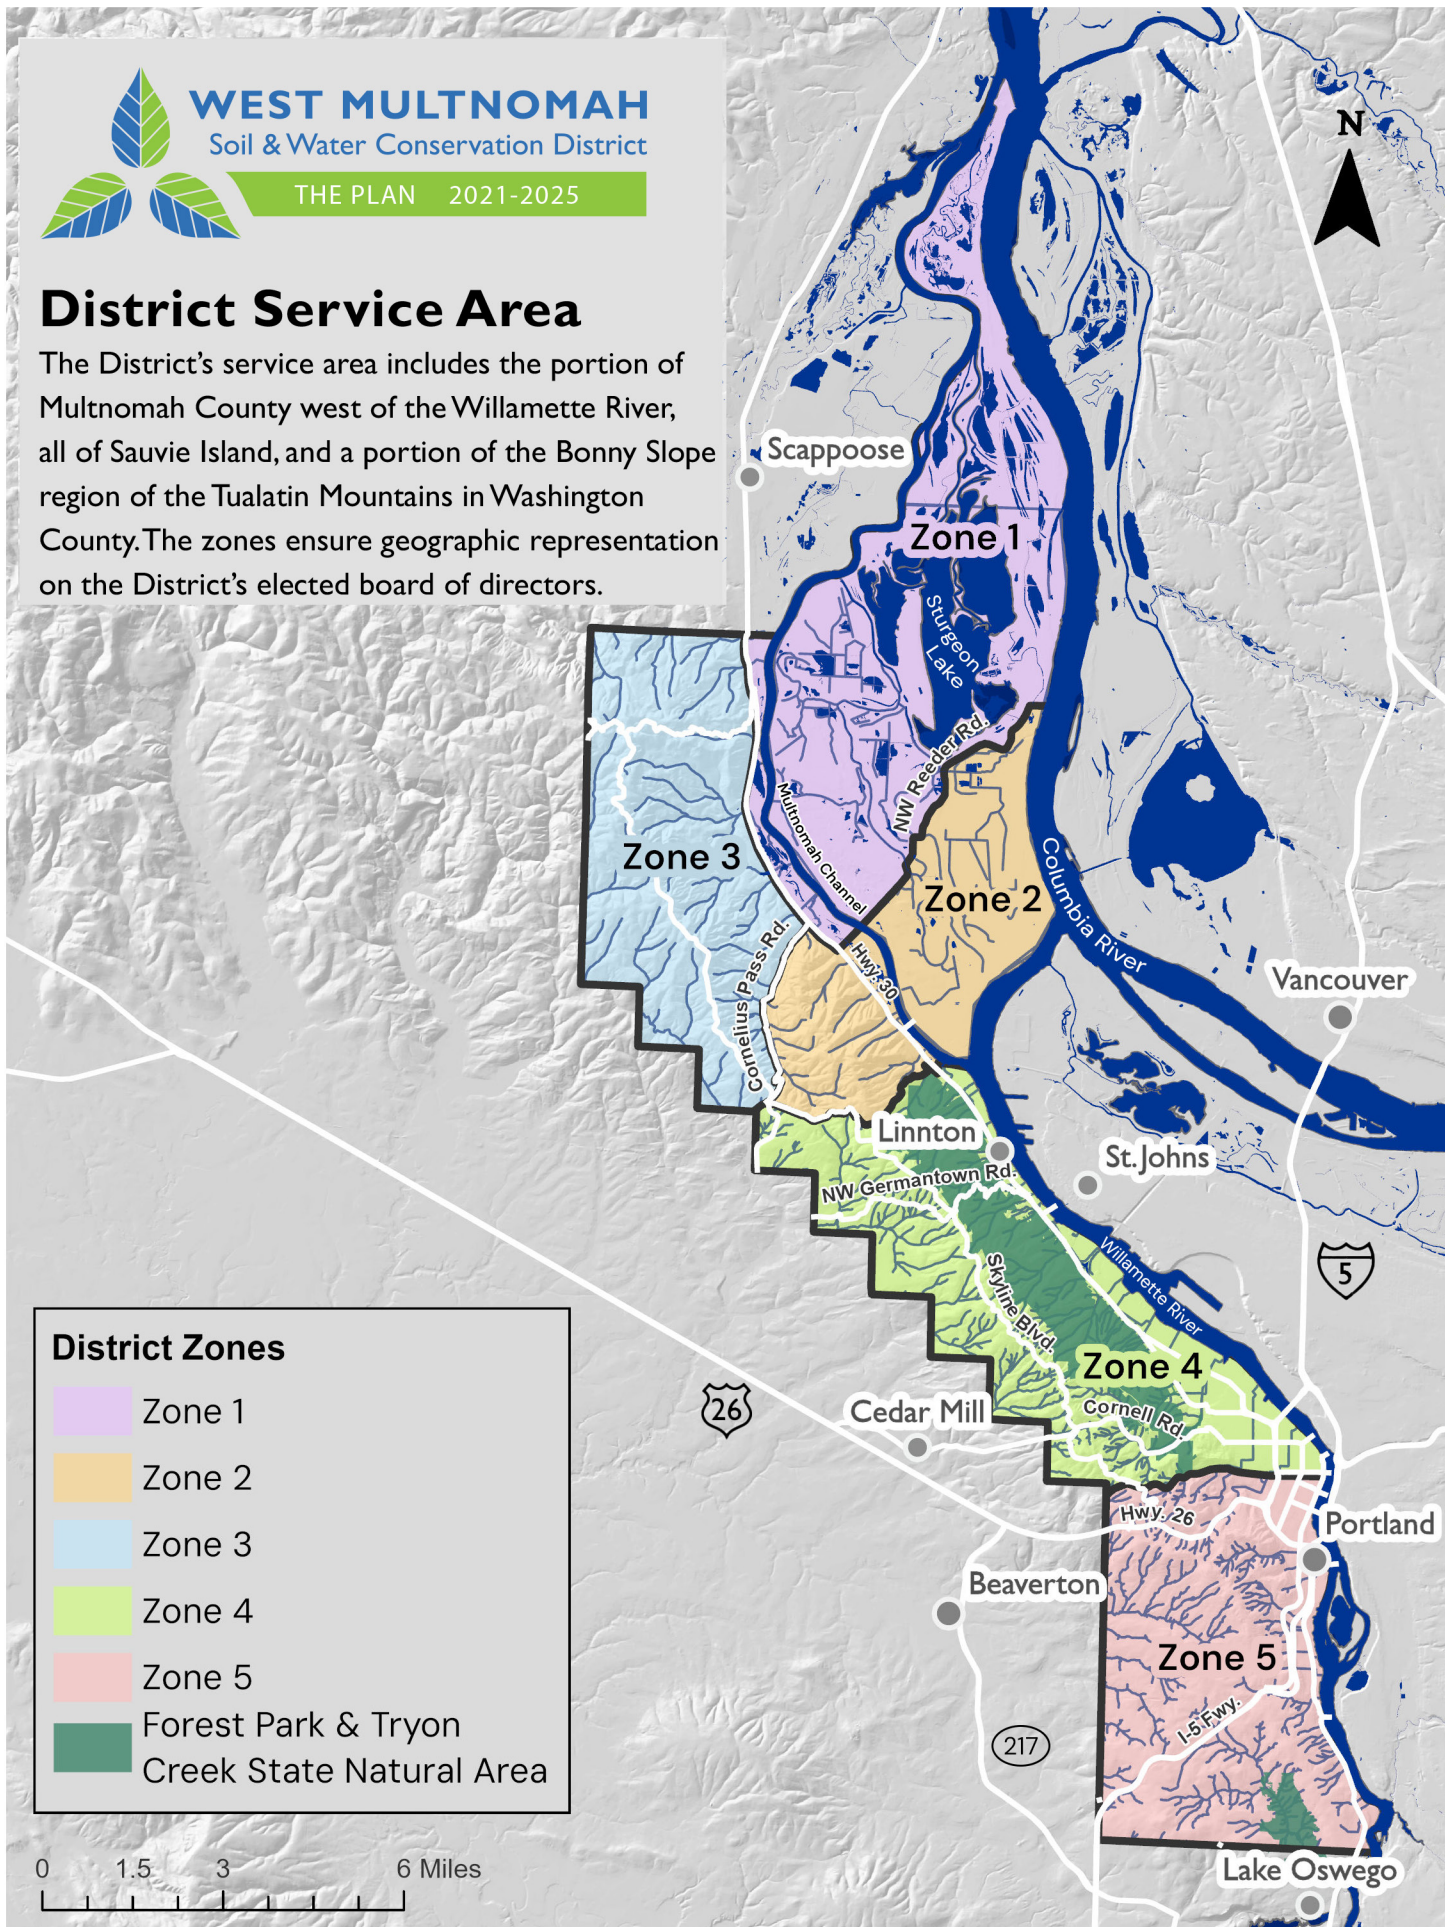 WEST MULTNOMAH
Soil & Water Conservation District
THE PLAN 2021-2025
District Service Area
The District's service area includes the portion of
Multnomah County west of the Willamette River,
all of Sauvie Island, and a portion of the Bonny Slope
region of the Tualatin Mountains in Washington
County. The zones ensure geographic representation
on the District's elected board of directors.
N
Scappoose
Zone 1
Sturgeon
Lake
NW Reeder Rd.
Multnomah Channel
Zone 3
Zone 2
Columbia River
Cornelius Pass Rd.
Hwy. 30
Vancouver
Linnton
St. Johns
NW Germantown Rd.
Willamette River
5
Skyline Blvd.
Zone 4
26
Cedar Mill
Cornell Rd.
Hwy. 26
Portland
Beaverton
Zone 5
I-5 Fwy.
217
Lake Oswego
District Zones
Zone 1
Zone 2
Zone 3
Zone 4
Zone 5
Forest Park & Tryon
Creek State Natural Area
0 1.5 3 6 Miles